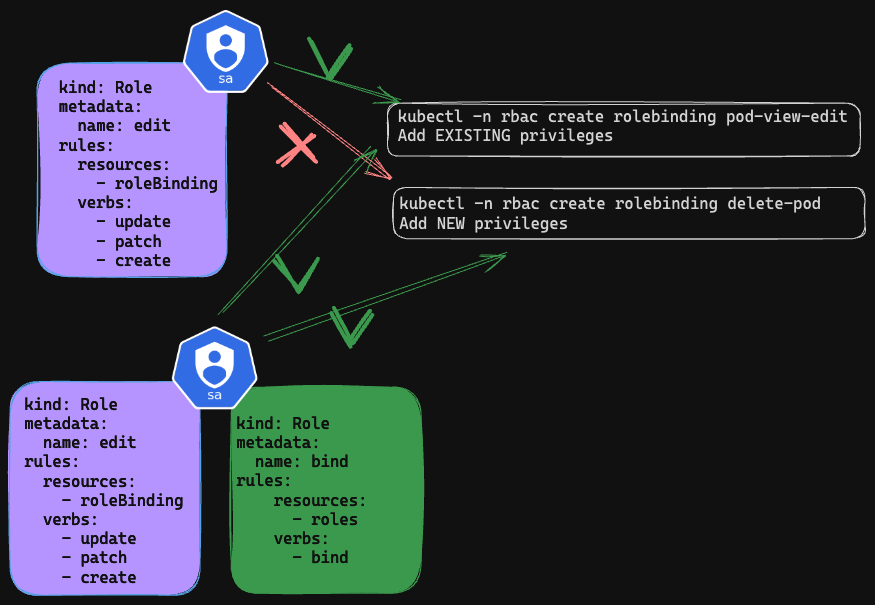 sa
kind: Role
metadata:
  name: edit
rules:
  resources:
    - roleBinding
  verbs:
    - update
    - patch
    - create
kubectl -n rbac create rolebinding pod-view-edit
Add EXISTING privileges
kubectl -n rbac create rolebinding delete-pod
Add NEW privileges
sa
kind: Role
metadata:
  name: edit
rules:
  resources:
    - roleBinding
  verbs:
    - update
    - patch
    - create
kind: Role
metadata:
  name: bind
rules:
    resources:
      - roles
    verbs:
      - bind